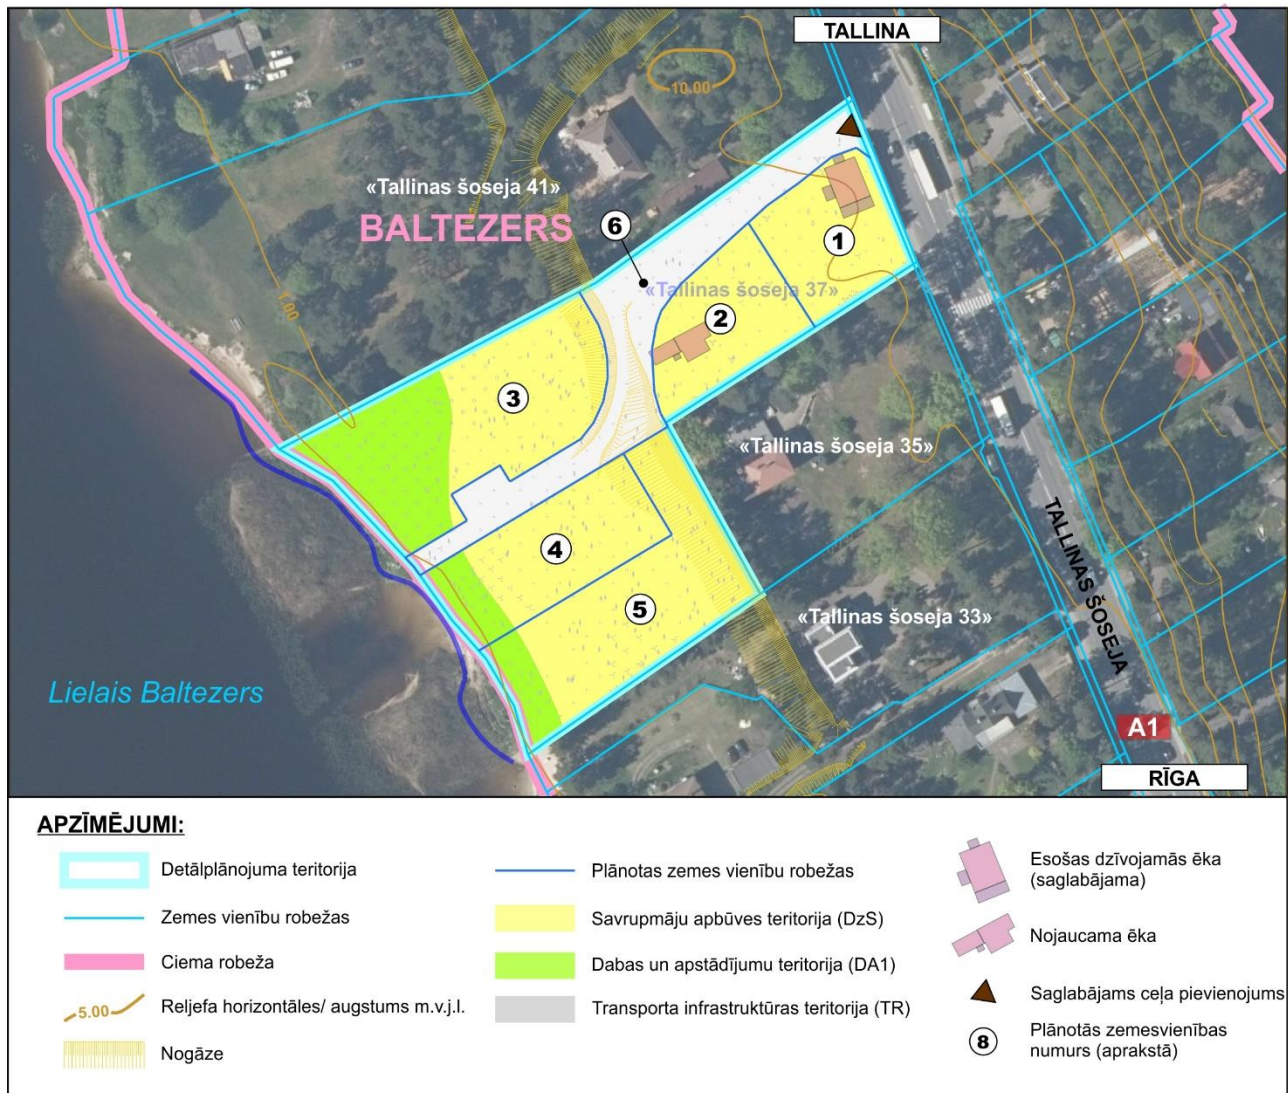 TALLINA
10.00
«Tallinas šoseja 41»
BALTEZERS
6
1
«Tallinas šoseja 37»
2
1.00
3
«Tallinas šoseja 35»
4
TALLINAS ŠOSEJA
5
«Tallinas šoseja 33»
Lielais Baltezers
A1
RĪGA
APZĪMĒJUMI:
Detālplānojuma teritorija
Zemes vienību robežas
Ciema robeža
5.00
Reljefa horizontāles/ augstums m.v.j.l.
Nogāze
Plānotas zemes vienību robežas
Savrupmāju apbūves teritorija (DzS)
Dabas un apstādījumu teritorija (DA1)
Transporta infrastruktūras teritorija (TR)
Esošas dzīvojamās ēka
(saglabājama)
Nojaucama ēka
Saglabājams ceļa pievienojums
8
Plānotās zemesvienības
numurs (aprakstā)